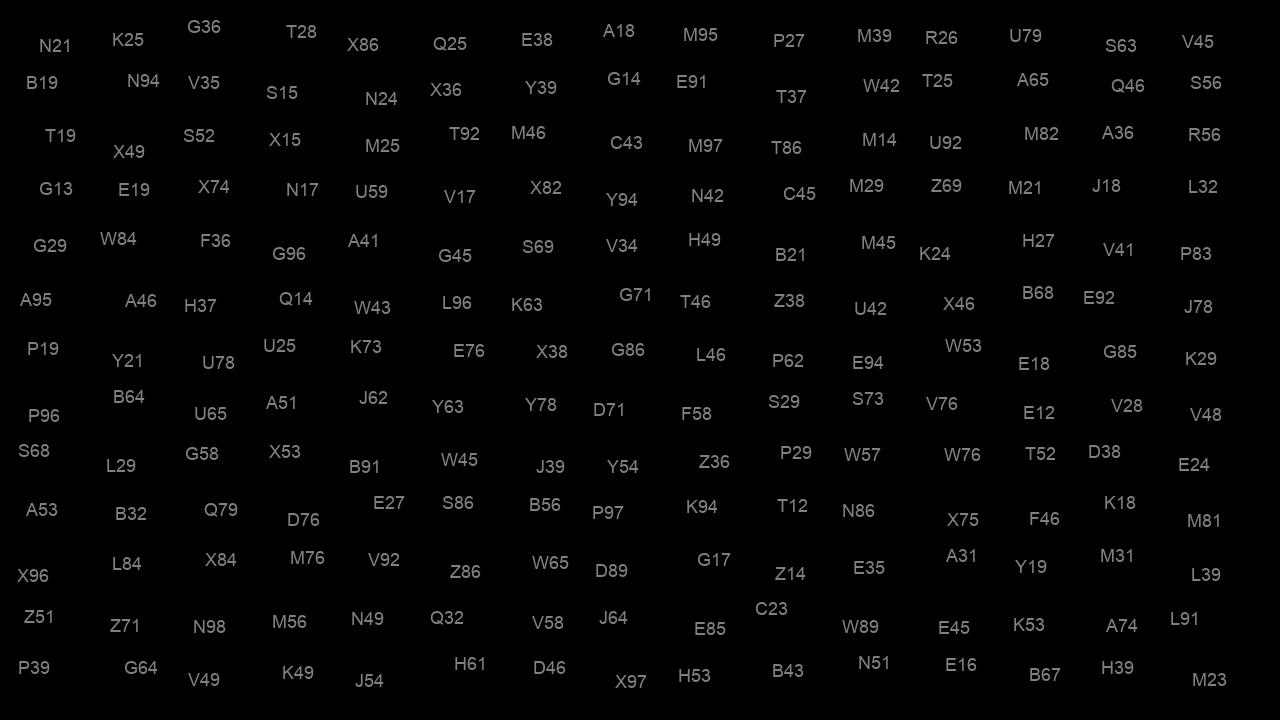 N21 K25 G36 T28 X86 Q25 E38 A18 M95 P27 M39 R26 U79 S63 V45
B19 N94 V35 S15 N24 X36 Y39 G14 E91 T37 W42 T25 A65 Q46 S56
T19 X49 S52 X15 M25 T92 M46 C43 M97 T86 M14 U92 M82 A36 R56
G13 E19 X74 N17 U59 V17 X82 Y94 N42 C45 M29 Z69 M21 J18 L32
G29 W84 F36 G96 A41 G45 S69 V34 H49 B21 M45 K24 H27 V41 P83
A95 A46 H37 Q14 W43 L96 K63 G71 T46 Z38 U42 X46 B68 E92 J78
P19 Y21 U78 U25 K73 E76 X38 G86 L46 P62 E94 W53 E18 G85 K29
P96 B64 U65 A51 J62 Y63 Y78 D71 F58 S29 S73 V76 E12 V28 V48
S68 L29 G58 X53 B91 W45 J39 Y54 Z36 P29 W57 W76 T52 D38 E24
A53 B32 Q79 D76 E27 S86 B56 P97 K94 T12 N86 X75 F46 K18 M81
X96 L84 X84 M76 V92 Z86 W65 D89 G17 Z14 E35 A31 Y19 M31 L39
Z51 Z71 N98 M56 N49 Q32 V58 J64 E85 C23 W89 E45 K53 A74 L91
P39 G64 V49 K49 J54 H61 D46 X97 H53 B43 N51 E16 B67 H39 M23